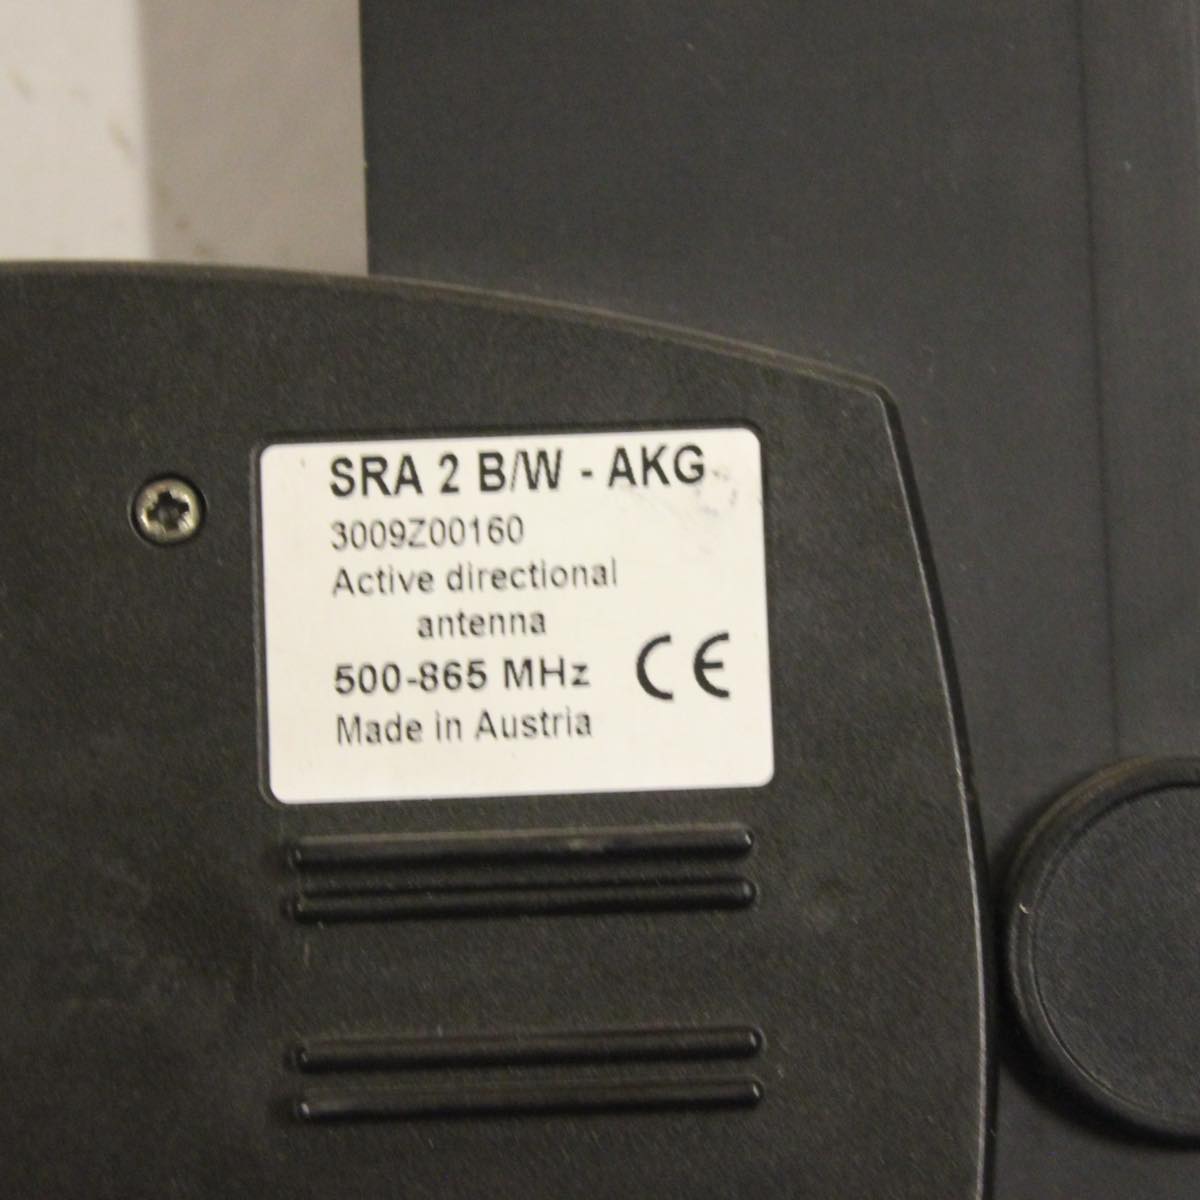 SRA 2 B/W - AKG
3009Z00160
Active directional
antenna
500-865 MHz CE
Made in Austria